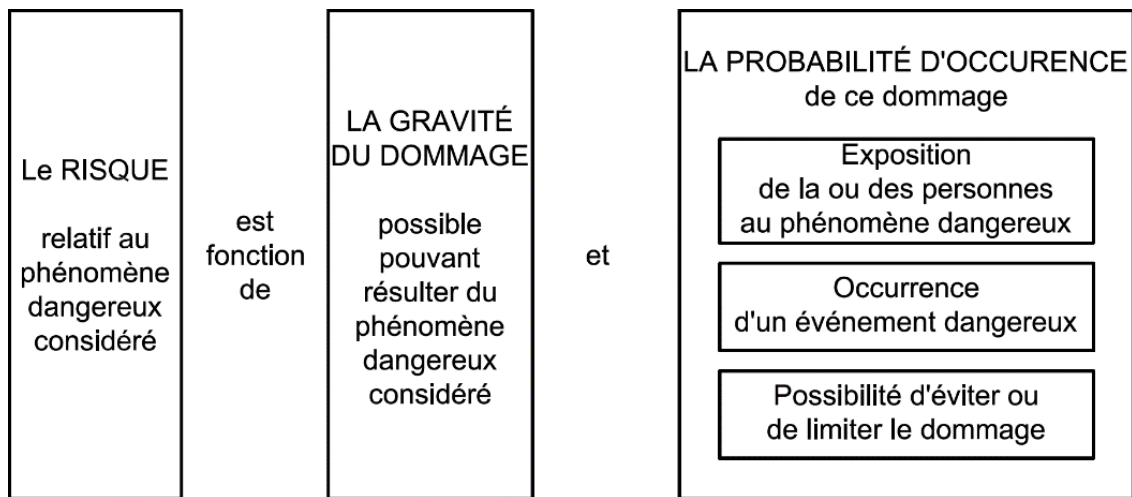 Le RISQUE
relatif au
phénomène
dangereux
considéré
est
fonction
de
LA GRAVITÉ
DU DOMMAGE
possible
pouvant
résulter du
phénomène
dangereux
considéré
et
LA PROBABILITÉ D'OCCURENCE
de ce dommage
Exposition
de la ou des personnes
au phénomène dangereux
Occurrence
d'un événement dangereux
Possibilité d'éviter ou
de limiter le dommage